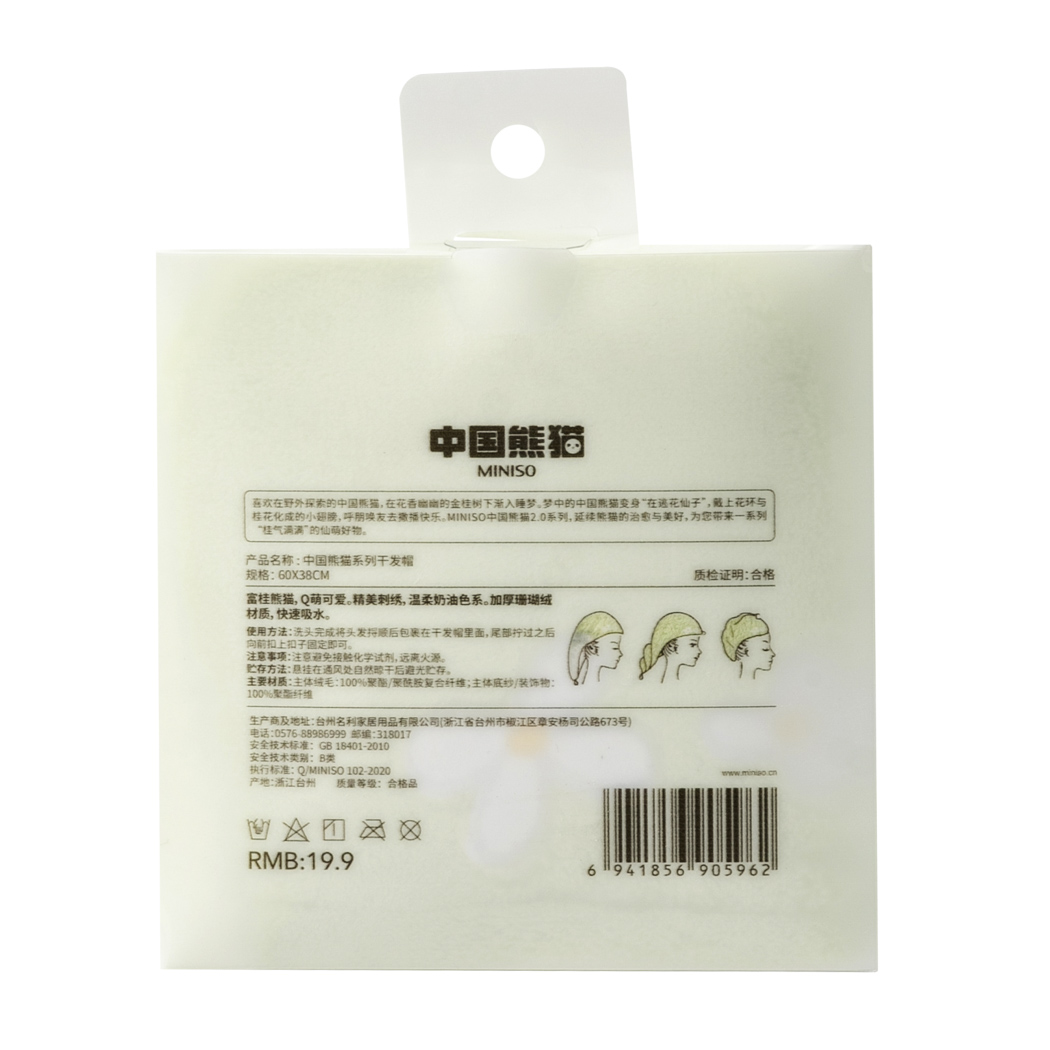 中国熊猫
MINISO
喜欢在野外探索的中国熊猫,在花香幽幽的金桂树下渐入睡梦。梦中的中国熊猫变身“在逃花仙子”,戴上花环与
桂花化成的小翅膀,呼朋唤友去撒播快乐。MINISO中国熊猫2.0系列,延续熊猫的治愈与美好,为您带来一系列
“桂气满满”的仙萌好物。
产品名称:中国熊猫系列干发帽
规格:60X38CM
质检证明:合格
富桂熊猫,Q萌可爱。精美刺绣,温柔奶油色系。加厚珊瑚绒
材质,快速吸水。
使用方法:洗头完成将头发捋顺后包裹在干发帽里面,尾部拧过之后
向前扣上扣子固定即可。
注意事项:注意避免接触化学试剂,远离火源。
贮存方法:悬挂在通风处自然晾干后避光贮存。
主要材质:主体绒毛:100%聚酯/聚酰胺复合纤维;主体底纱/装饰物:
100%聚酯纤维
生产商及地址:台州名利家居用品有限公司(浙江省台州市椒江区章安杨司公路673号)
电话:0576-88986999 邮编:318017
安全技术标准:GB 18401-2010
安全技术类别:B类
执行标准:Q/MINISO 102-2020
产地:浙江台州 质量等级:合格品
www.miniso.cn
RMB:19.9
6 941856 905962